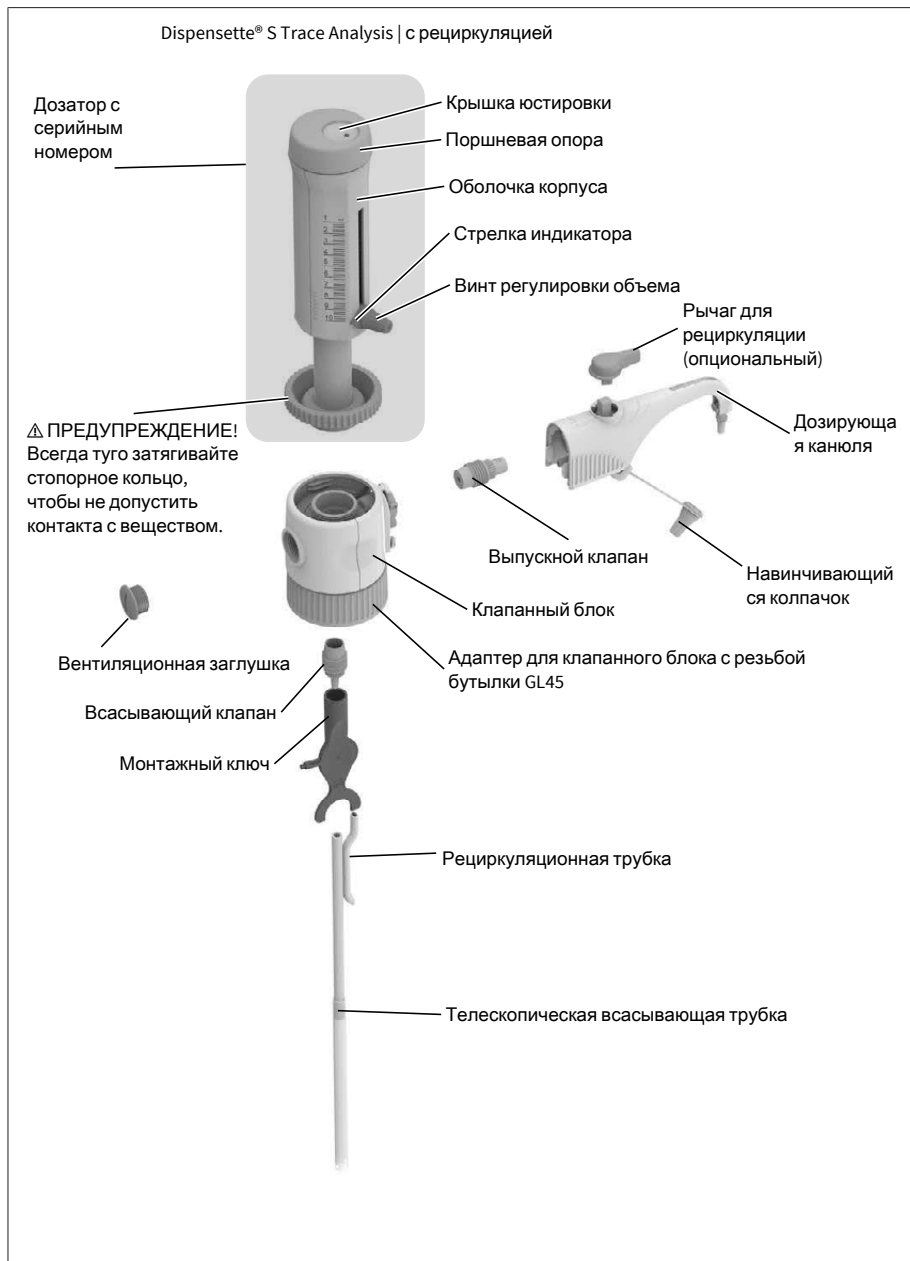 Dispensette® S Trace Analysis | с рециркуляцией
Дозатор с
серийным
номером
Крышка юстировки
Поршневая опора
Оболочка корпуса
Стрелка индикатора
Винт регулировки объема
Рычаг для
рециркуляции
(опциональный)
Дозирующа
я канюля
⚠ ПРЕДУПРЕЖДЕНИЕ!
Всегда туго затягивайте
стопорное кольцо,
чтобы не допустить
контакта с веществом.
Выпускной клапан
Навинчивающий
ся колпачок
Клапанный блок
Вентиляционная заглушка
Адаптер для клапанного блока с резьбой
бутылки GL45
Всасывающий клапан
Монтажный ключ
Рециркуляционная трубка
Телескопическая всасывающая трубка